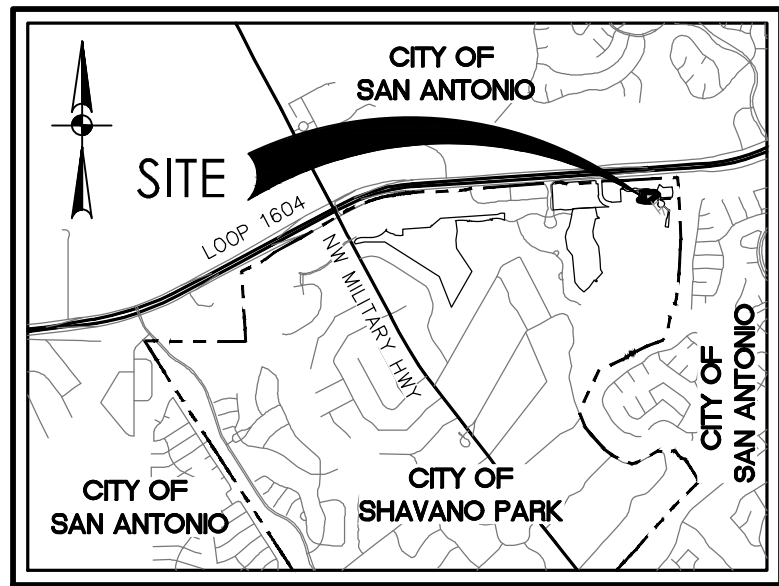 CITY OF
SAN ANTONIO
SITE
LOOP 1604
NW MILITARY HWY
CITY OF
SAN ANTONIO
CITY OF
SHAVANO PARK
CITY OF
SAN ANTONIO